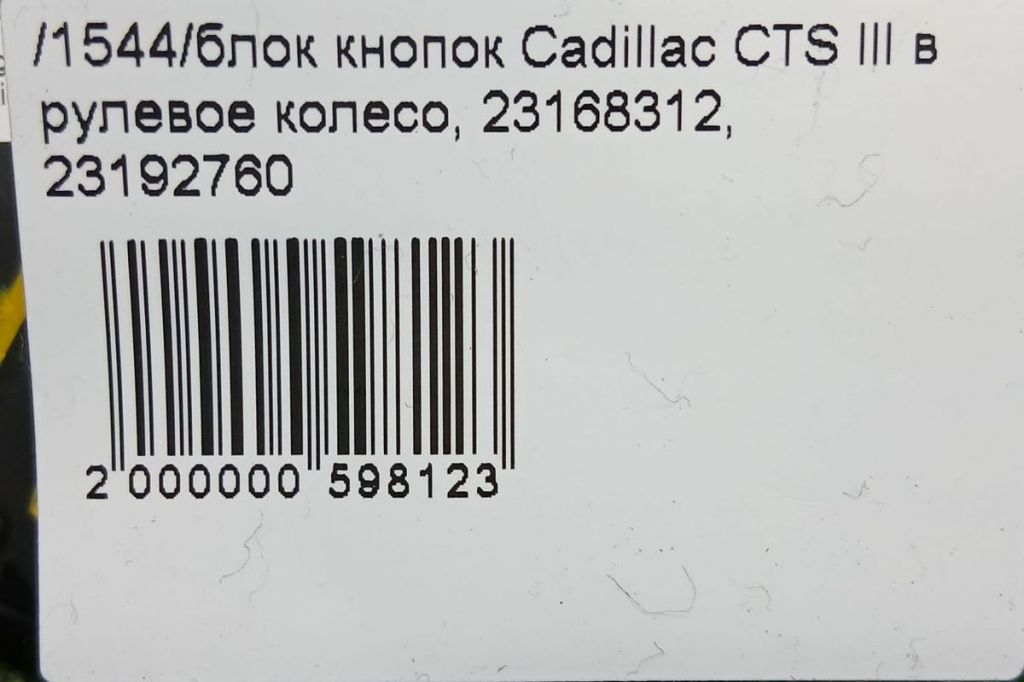 /1544/блок кнопок Cadillac CTS III в
рулевое колесо, 23168312,
23192760
2 000000 598123